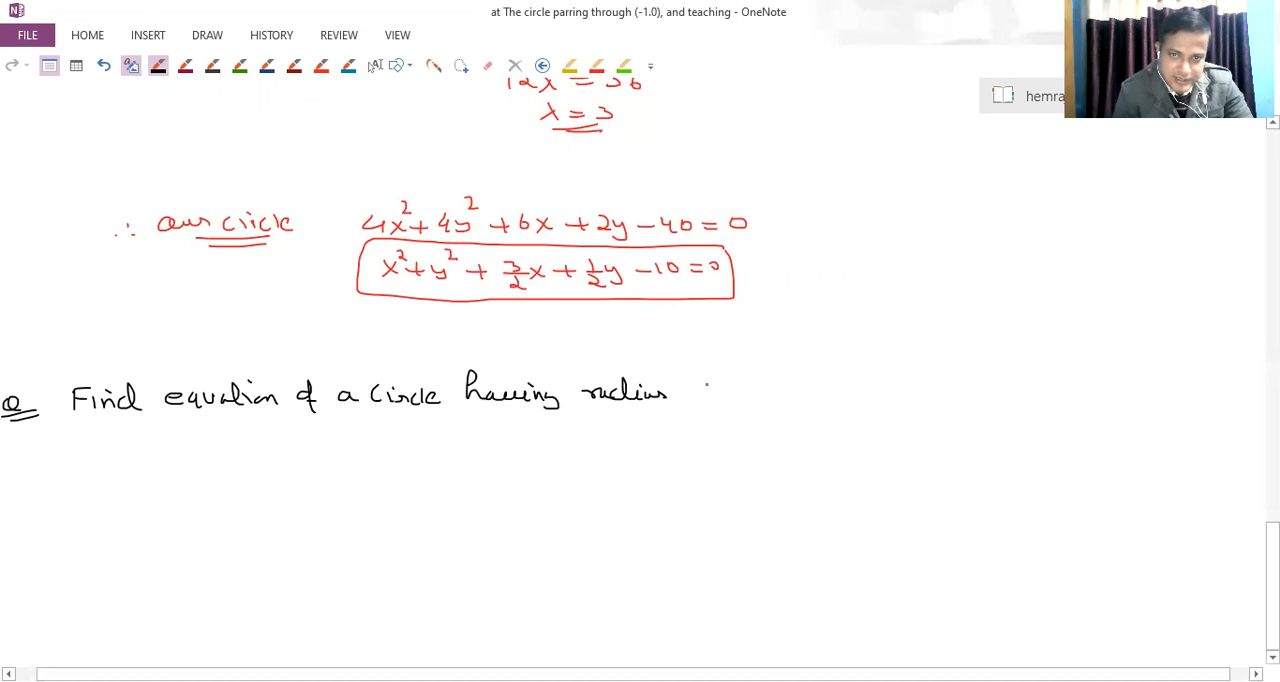 at The circle parring through (-1.0), and teaching - OneNote
FILE HOME INSERT DRAW HISTORY REVIEW VIEW
hemra
12λ = 36
λ = 3
∴ our circle 4x² + 4y² + 6x + 2y - 40 = 0
x² + y² + 3/2 x + 1/2 y - 10 = 0
Q Find equation of a circle having radius